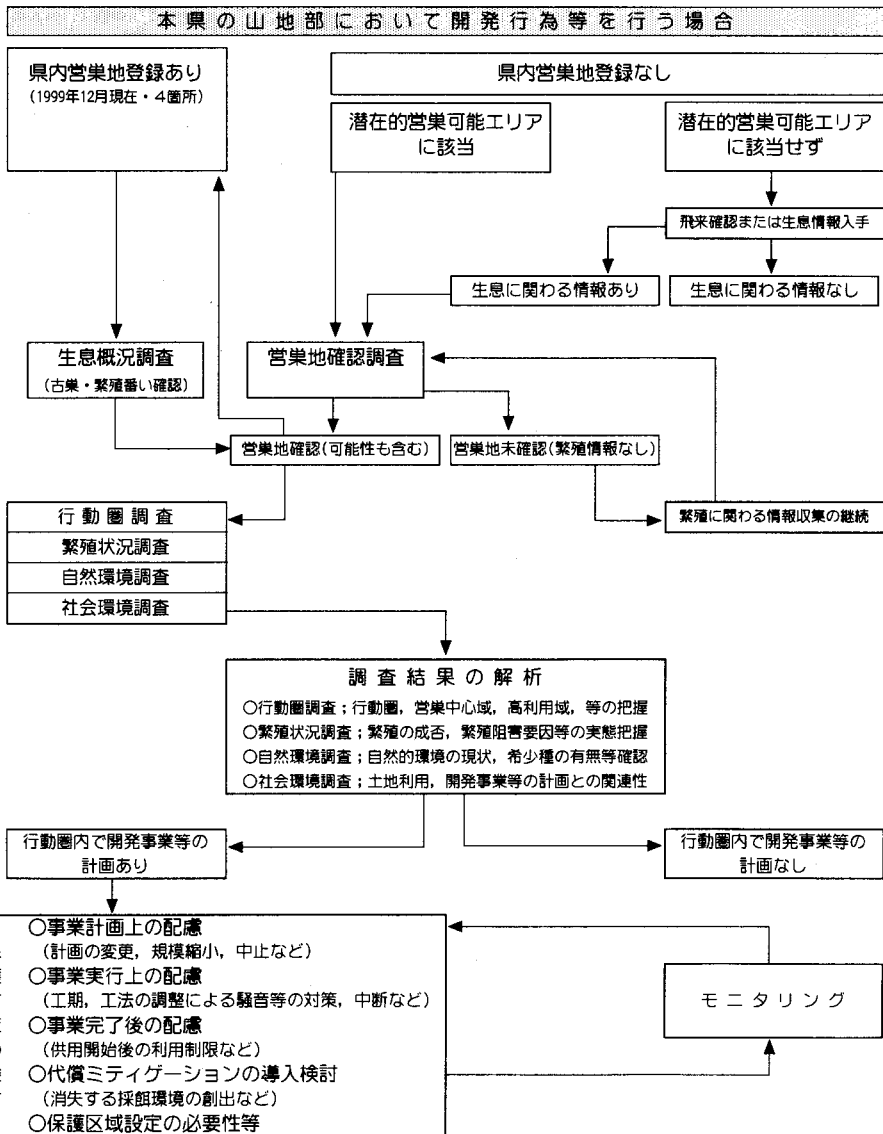 本県の山地部において開発行為等を行う場合
県内営巣地登録あり
(1999年12月現在・4箇所)
県内営巣地登録なし
潜在的営巣可能エリア
に該当
潜在的営巣可能エリア
に該当せず
飛来確認または生息情報入手
生息に関わる情報あり
生息に関わる情報なし
生息概況調査
(古巣・繁殖番い確認)
営巣地確認調査
営巣地確認(可能性も含む)
営巣地未確認(繁殖情報なし)
行動圏調査
繁殖状況調査
自然環境調査
社会環境調査
繁殖に関わる情報収集の継続
調査結果の解析
○行動圏調査；行動圏，営巣中心域，高利用域，等の把握
○繁殖状況調査；繁殖の成否，繁殖阻害要因等の実態把握
○自然環境調査；自然的環境の現状，希少種の有無等確認
○社会環境調査；土地利用，開発事業等の計画との関連性
行動圏内で開発事業等の
計画あり
行動圏内で開発事業等の
計画なし
○事業計画上の配慮
(計画の変更，規模縮小，中止など)
○事業実行上の配慮
(工期，工法の調整による騒音等の対策，中断など)
○事業完了後の配慮
(供用開始後の利用制限など)
○代償ミティゲーションの導入検討
(消失する採餌環境の創出など)
○保護区域設定の必要性等
モニタリング